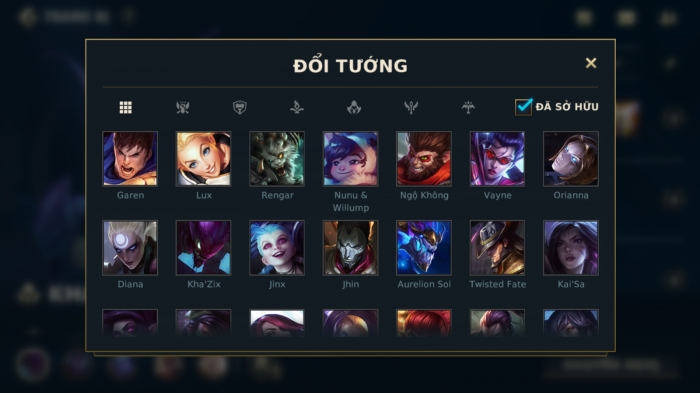 ĐỔI TƯỚNG
ĐÃ SỞ HỮU
Garen Lux Rengar Nunu & Willump Ngộ Không Vayne Orianna
Diana Kha'Zix Jinx Jhin Aurelion Sol Twisted Fate Kai'Sa